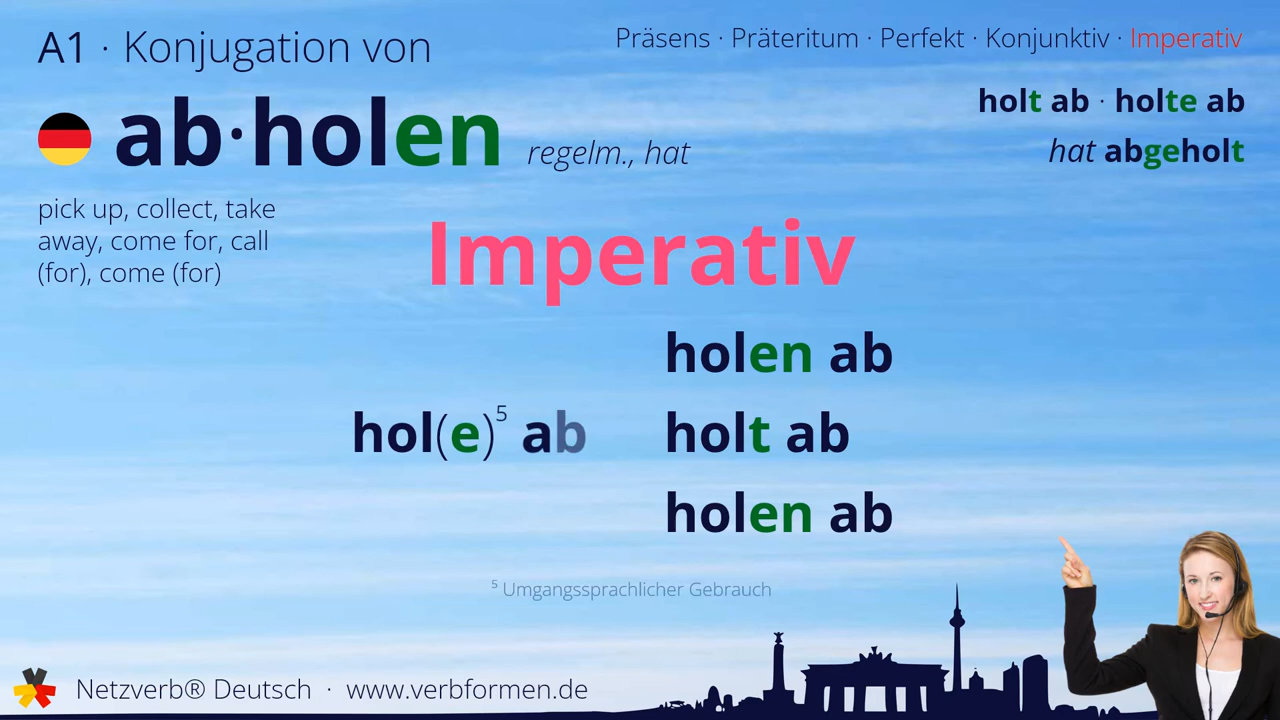 A1 · Konjugation von
Präsens · Präteritum · Perfekt · Konjunktiv · Imperativ
ab·holen regelm., hat
holt ab · holte ab
hat abgeholt
pick up, collect, take
away, come for, call
(for), come (for)
Imperativ
holen ab
hol(e)⁵ ab
holt ab
holen ab
⁵ Umgangssprachlicher Gebrauch
Netzverb® Deutsch · www.verbformen.de